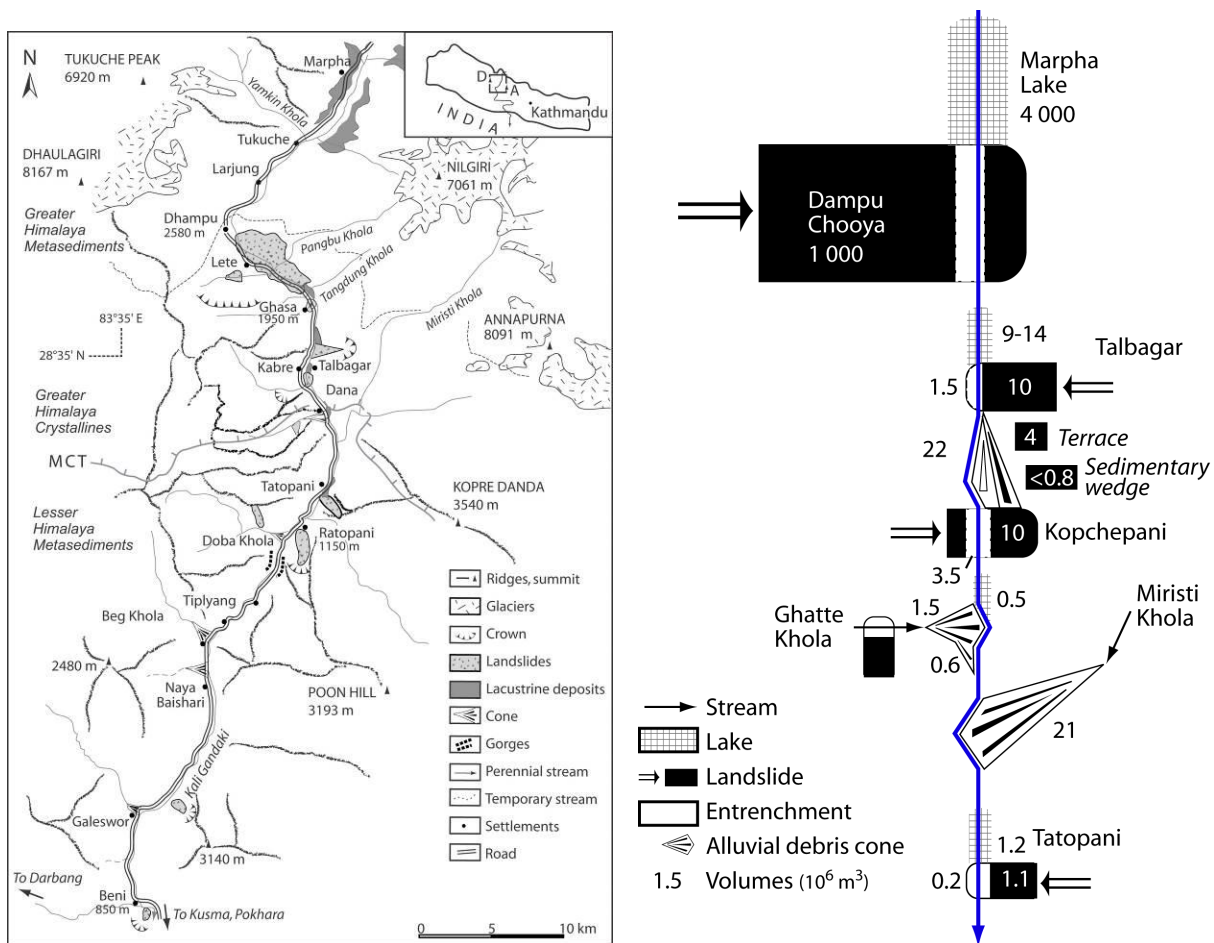 N
TUKUCHE PEAK
6920 m
Marpha
Yamkin Khola
D
A
Kathmandu
INDIA
Tukuche
DHAULAGIRI
8167 m
Larjung
NILGIRI
7061 m
Greater
Himalaya
Metasediments
Dhampu
2580 m
Pangbu Khola
Lete
Tangdung Khola
Ghasa
1950 m
Miristi Khola
83°35' E
28°35' N
ANNAPURNA
8091 m
Kabre
Talbagar
Dana
Greater
Himalaya
Crystallines
MCT
Tatopani
KOPRE DANDA
3540 m
Lesser
Himalaya
Metasediments
Doba Khola
Ratopani
1150 m
Tiplyang
Beg Khola
2480 m
Naya
Baishari
POON HILL
3193 m
Kali Gandaki
Galeswor
3140 m
To Darbang
Beni
850 m
To Kusma, Pokhara
Ridges, summit
Glaciers
Crown
Landslides
Lacustrine deposits
Cone
Gorges
Perennial stream
Temporary stream
Settlements
Road
0 5 10 km
Marpha
Lake
4 000
Dampu
Chooya
1 000
9-14
Talbagar
1.5
10
22
4
Terrace
<0.8
Sedimentary
wedge
10
Kopchepani
3.5
0.5
Ghatte
Khola
1.5
0.6
Miristi
Khola
21
Stream
Lake
Landslide
Entrenchment
Alluvial debris cone
1.5 Volumes (10⁶ m³)
1.2
Tatopani
0.2
1.1